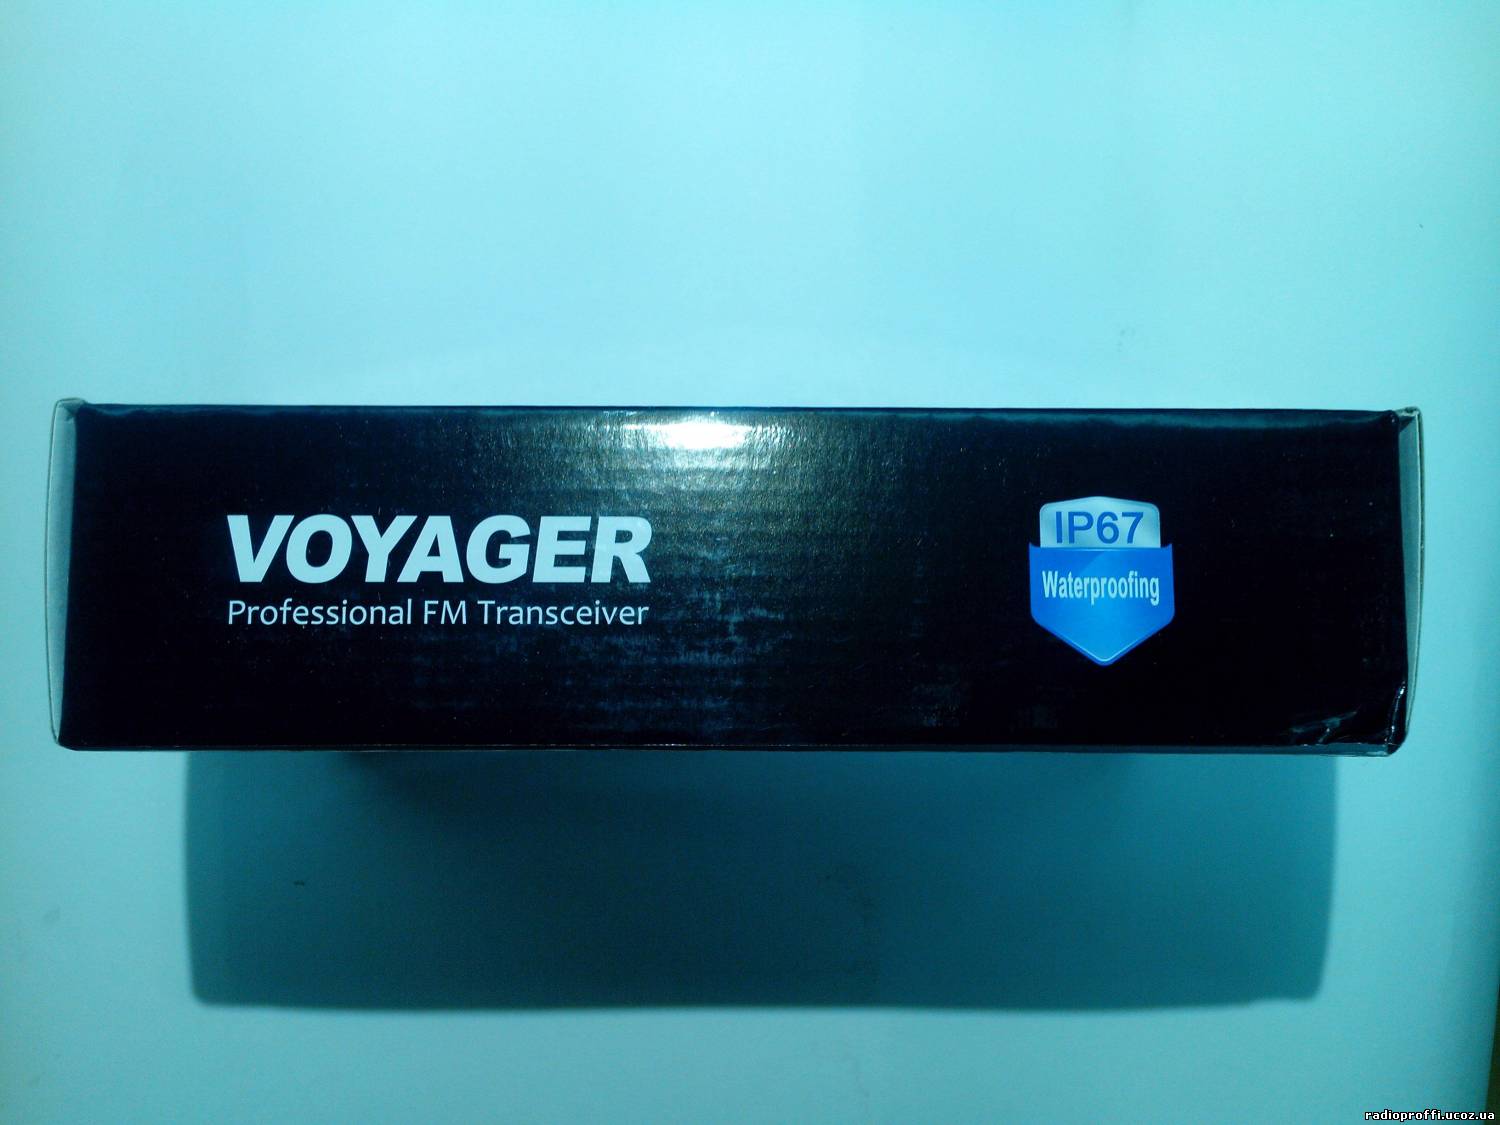 VOYAGER
Professional FM Transceiver
IP67
Waterproofing
radioproffi.ucoz.ua